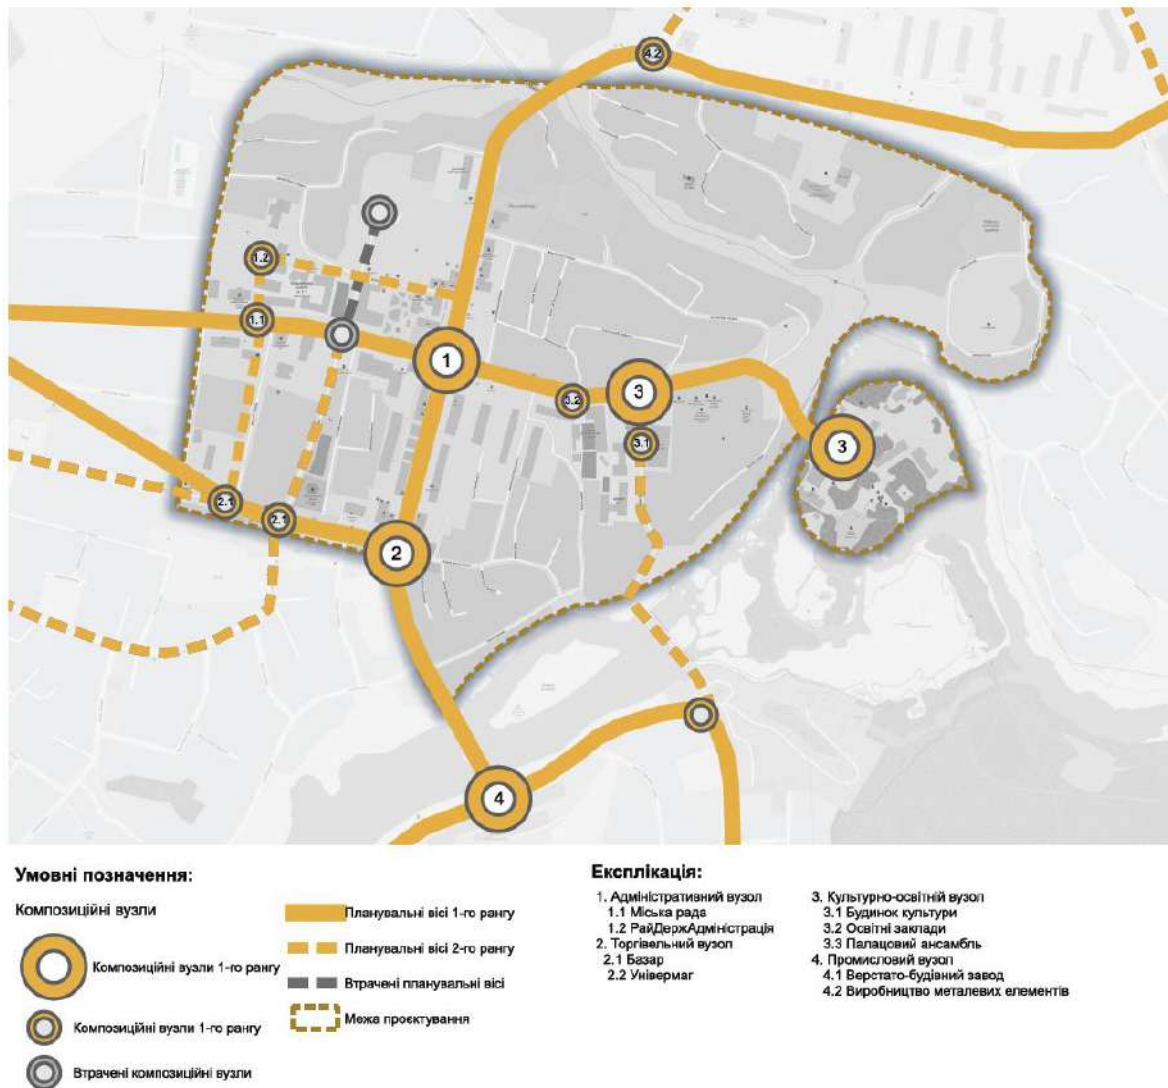 4.2
1.2
1.1
1
3.2
3
3.1
3
2.1
2.1
2
4
Умовні позначення:
Композиційні вузли
Композиційні вузли 1-го рангу
Композиційні вузли 1-го рангу
Втрачені композиційні вузли
Планувальні вісі 1-го рангу
Планувальні вісі 2-го рангу
Втрачені планувальні вісі
Межа проєктування
Експлікація:
1. Адміністративний вузол
1.1 Міська рада
1.2 РайДержАдміністрація
2. Торгівельний вузол
2.1 Базар
2.2 Універмаг
3. Культурно-освітній вузол
3.1 Будинок культури
3.2 Освітні заклади
3.3 Палацовий ансамбль
4. Промисловий вузол
4.1 Верстато-будівний завод
4.2 Виробництво металевих елементів